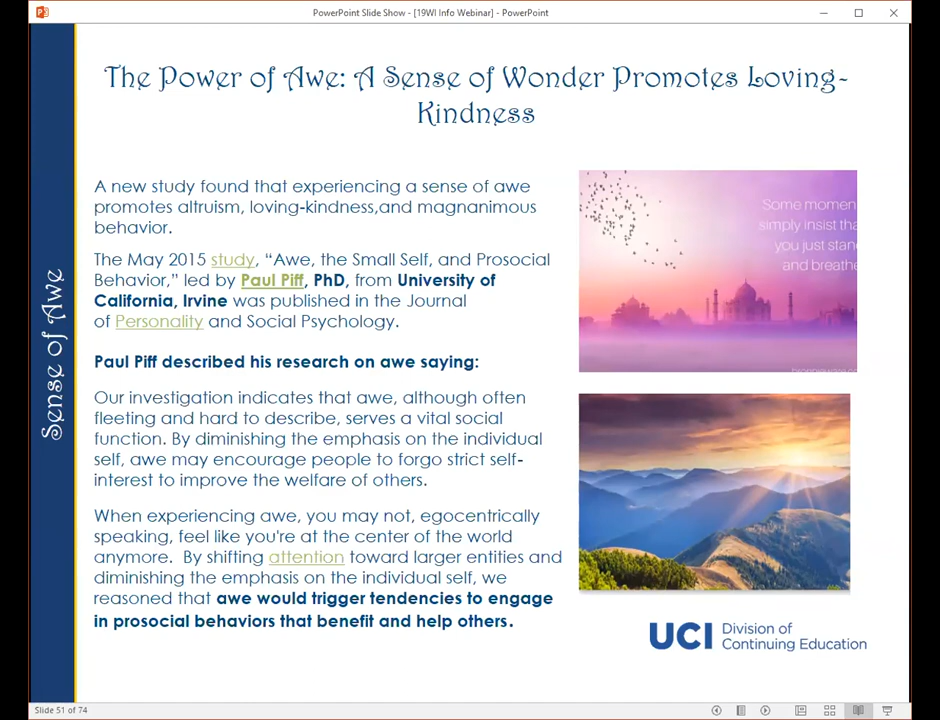 PowerPoint Slide Show - [19WI Info Webinar] - PowerPoint
The Power of Awe: A Sense of Wonder Promotes Loving-
Kindness
Sense of Awe
A new study found that experiencing a sense of awe
promotes altruism, loving-kindness,and magnanimous
behavior.
The May 2015 study, “Awe, the Small Self, and Prosocial
Behavior,” led by Paul Piff, PhD, from University of
California, Irvine was published in the Journal
of Personality and Social Psychology.
Paul Piff described his research on awe saying:
Our investigation indicates that awe, although often
fleeting and hard to describe, serves a vital social
function. By diminishing the emphasis on the individual
self, awe may encourage people to forgo strict self-
interest to improve the welfare of others.
When experiencing awe, you may not, egocentrically
speaking, feel like you're at the center of the world
anymore.  By shifting attention toward larger entities and
diminishing the emphasis on the individual self, we
reasoned that awe would trigger tendencies to engage
in prosocial behaviors that benefit and help others.
Some momen
simply insist tha
you just stan
and breathe
UCI Division of
Continuing Education
Slide 51 of 74